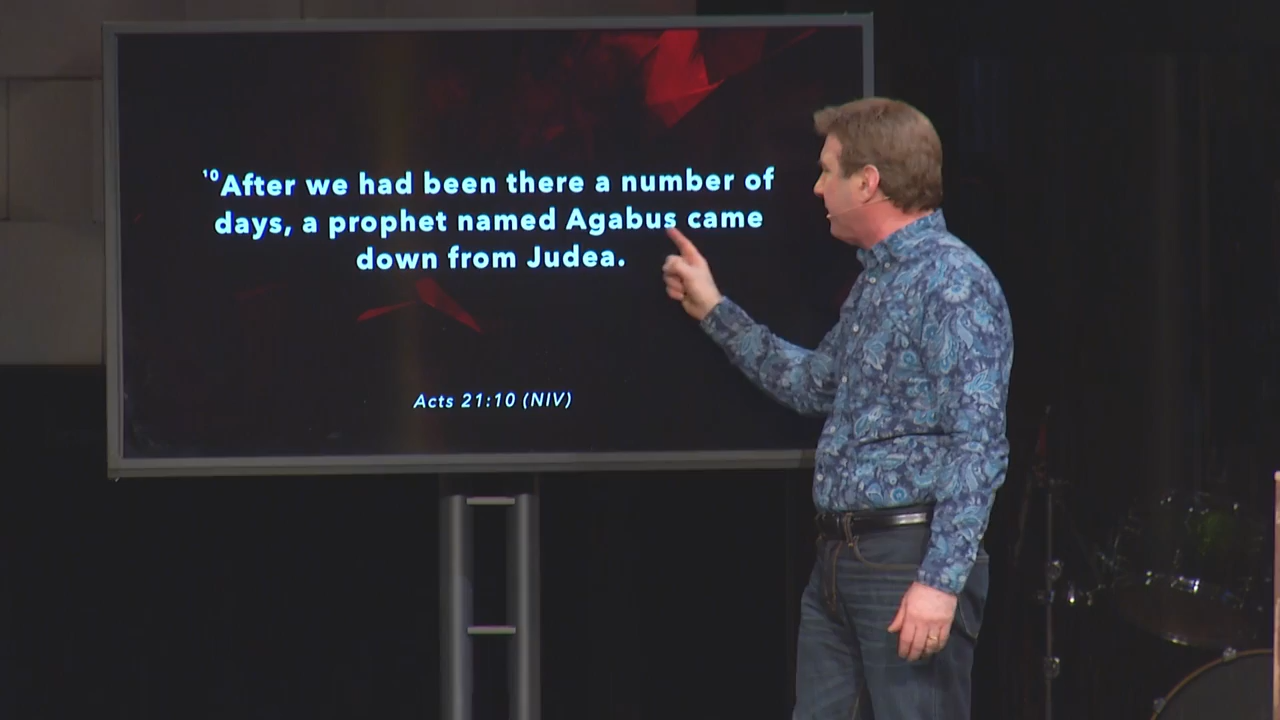 ¹⁰After we had been there a number of
days, a prophet named Agabus came
down from Judea.
Acts 21:10 (NIV)